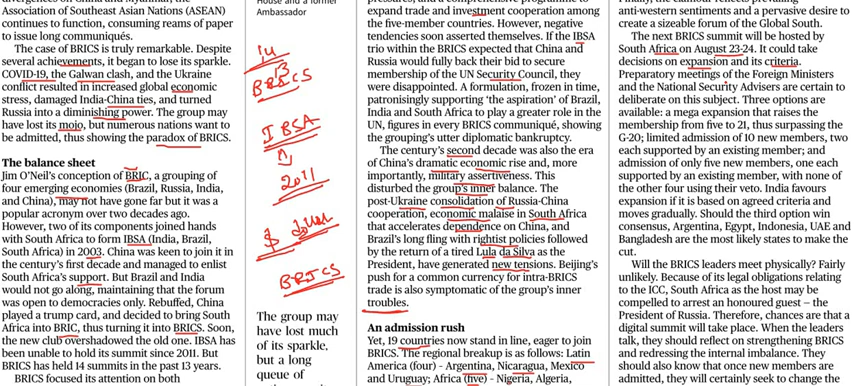 divergences on China and Myanmar, the
Association of Southeast Asian Nations (ASEAN)
continues to function, consuming reams of paper
to issue long communiqués.
The case of BRICS is truly remarkable. Despite
several achievements, it began to lose its sparkle.
COVID-19, the Galwan clash, and the Ukraine
conflict resulted in increased global economic
stress, damaged India-China ties, and turned
Russia into a diminishing power. The group may
have lost its mojo, but numerous nations want to
be admitted, thus showing the paradox of BRICS.
The balance sheet
Jim O'Neil's conception of BRIC, a grouping of
four emerging economies (Brazil, Russia, India,
and China), may not have gone far but it was a
popular acronym over two decades ago.
However, two of its components joined hands
with South Africa to form IBSA (India, Brazil,
South Africa) in 2003. China was keen to join it in
the century's first decade and managed to enlist
South Africa's support. But Brazil and India
would not go along, maintaining that the forum
was open to democracies only. Rebuffed, China
played a trump card, and decided to bring South
Africa into BRIC, thus turning it into BRICS. Soon,
the new club overshadowed the old one. IBSA has
been unable to hold its summit since 2011. But
BRICS has held 14 summits in the past 13 years.
BRICS focused its attention on both
House and a former
Ambassador
BRICS
IBSA
2011
$
BRICS
The group may
have lost much
of its sparkle,
but a long
queue of
expand trade and investment cooperation among
the five-member countries. However, negative
tendencies soon asserted themselves. If the IBSA
trio within the BRICS expected that China and
Russia would fully back their bid to secure
membership of the UN Security Council, they
were disappointed. A formulation, frozen in time,
patronisingly supporting 'the aspiration' of Brazil,
India and South Africa to play a greater role in the
UN, figures in every BRICS communiqué, showing
the grouping's utter diplomatic bankruptcy.
The century's second decade was also the era
of China's dramatic economic rise and, more
importantly, military assertiveness. This
disturbed the group's inner balance. The
post-Ukraine consolidation of Russia-China
cooperation, economic malaise in South Africa
that accelerates dependence on China, and
Brazil's long fling with rightist policies followed
by the return of a tired Lula da Silva as the
President, have generated new tensions. Beijing's
push for a common currency for intra-BRICS
trade is also symptomatic of the group's inner
troubles.
An admission rush
Yet, 19 countries now stand in line, eager to join
BRICS. The regional breakup is as follows: Latin
America (four) - Argentina, Nicaragua, Mexico
and Uruguay; Africa (five) - Nigeria, Algeria,
anti-western sentiments and a pervasive desire to
create a sizeable forum of the Global South.
The next BRICS summit will be hosted by
South Africa on August 23-24. It could take
decisions on expansion and its criteria.
Preparatory meetings of the Foreign Ministers
and the National Security Advisers are certain to
deliberate on this subject. Three options are
available: a mega expansion that raises the
membership from five to 21, thus surpassing the
G-20; limited admission of 10 new members, two
each supported by an existing member; and
admission of only five new members, one each
supported by an existing member, with none of
the other four using their veto. India favours
expansion if it is based on agreed criteria and
moves gradually. Should the third option win
consensus, Argentina, Egypt, Indonesia, UAE and
Bangladesh are the most likely states to make the
cut.
Will the BRICS leaders meet physically? Fairly
unlikely. Because of its legal obligations relating
to the ICC, South Africa as the host may be
compelled to arrest an honoured guest — the
President of Russia. Therefore, chances are that a
digital summit will take place. When the leaders
talk, they should reflect on strengthening BRICS
and redressing the internal imbalance. They
should also know that once new members are
admitted, they will certainly seek to change the